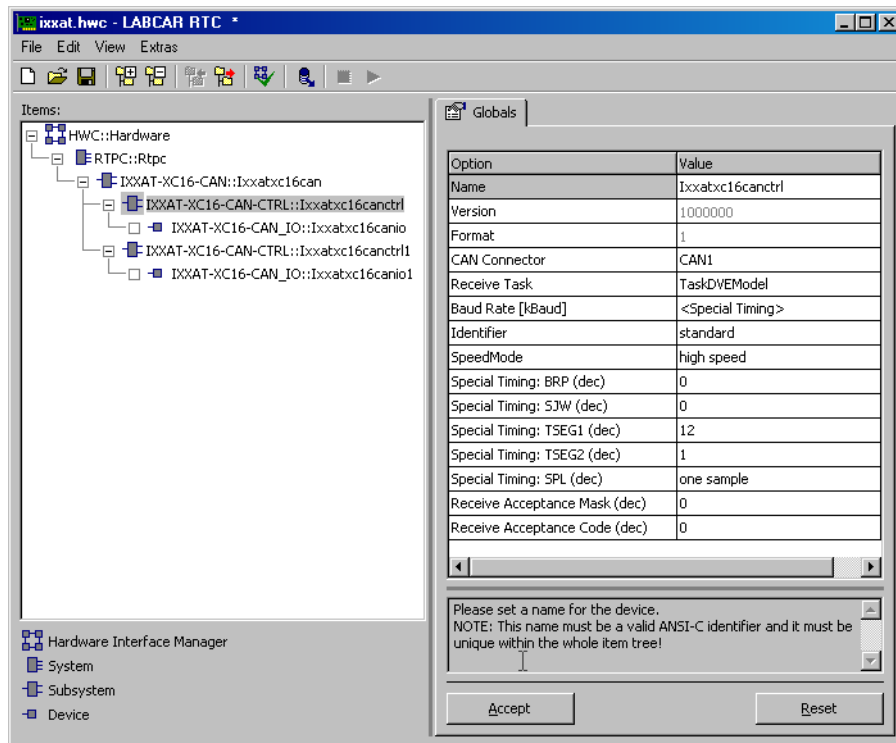 ixxat.hwc - LABCAR RTC *
File Edit View Extras
Items:
HWC::Hardware
RTPC::Rtpc
IXXAT-XC16-CAN::Ixxatxc16can
IXXAT-XC16-CAN-CTRL::Ixxatxc16canctrl
IXXAT-XC16-CAN_IO::Ixxatxc16canio
IXXAT-XC16-CAN-CTRL::Ixxatxc16canctrl1
IXXAT-XC16-CAN_IO::Ixxatxc16canio1
Hardware Interface Manager
System
Subsystem
Device
Globals
Option Value
Name Ixxatxc16canctrl
Version 1000000
Format 1
CAN Connector CAN1
Receive Task TaskDVEModel
Baud Rate [kBaud] <Special Timing>
Identifier standard
SpeedMode high speed
Special Timing: BRP (dec) 0
Special Timing: SJW (dec) 0
Special Timing: TSEG1 (dec) 12
Special Timing: TSEG2 (dec) 1
Special Timing: SPL (dec) one sample
Receive Acceptance Mask (dec) 0
Receive Acceptance Code (dec) 0
Please set a name for the device.
NOTE: This name must be a valid ANSI-C identifier and it must be
unique within the whole item tree!
Accept Reset